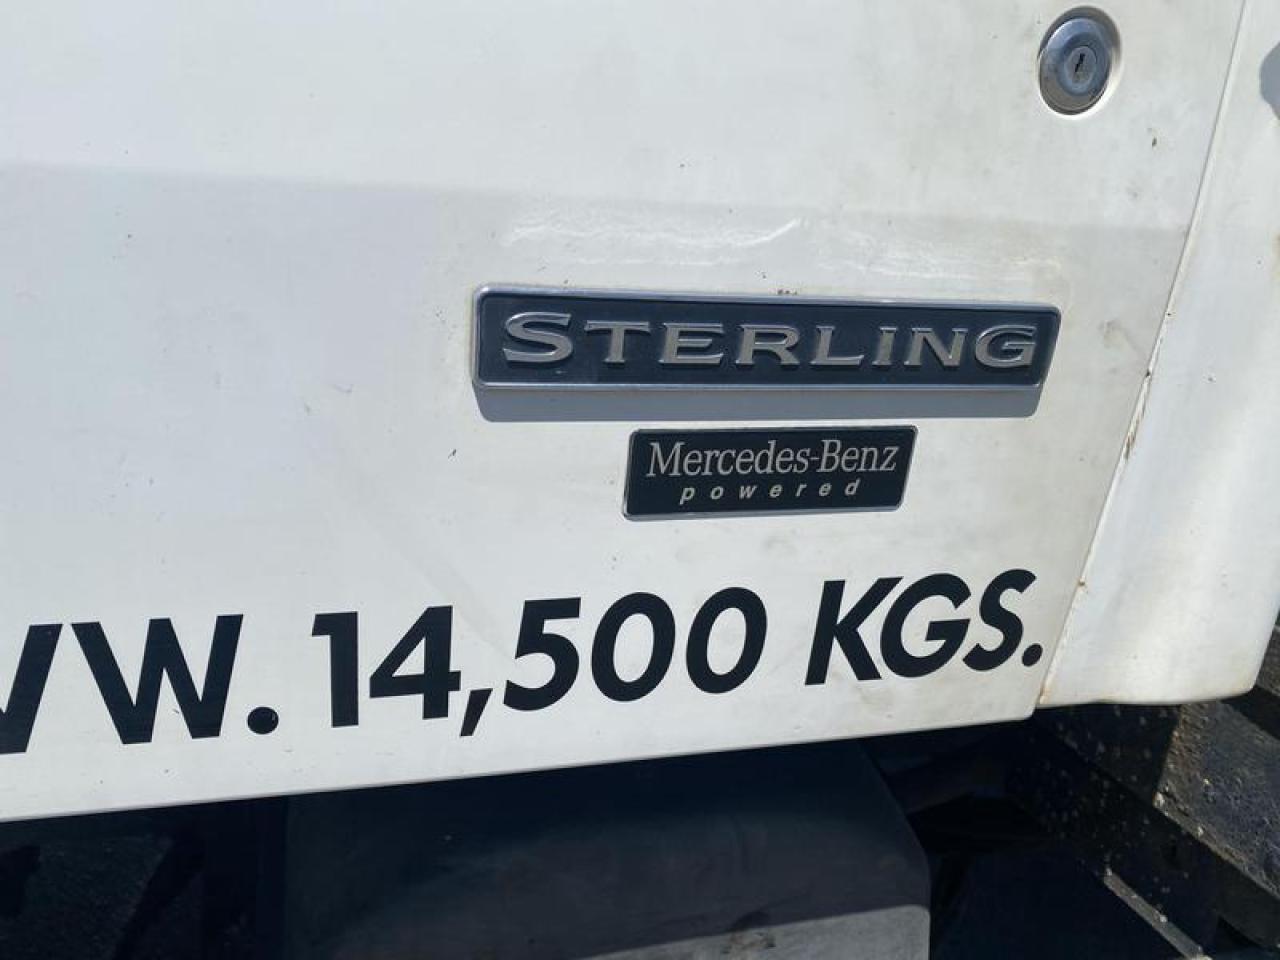 STERLING
Mercedes-Benz
powered
VW. 14,500 KGS.